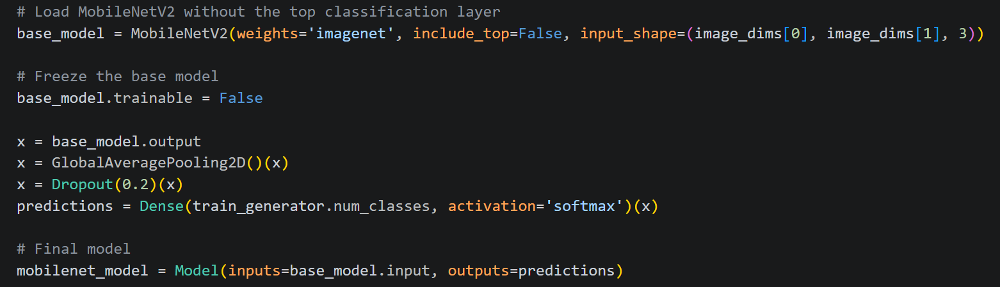 # Load MobileNetV2 without the top classification layer
base_model = MobileNetV2(weights='imagenet', include_top=False, input_shape=(image_dims[0], image_dims[1], 3))
# Freeze the base model
base_model.trainable = False
x = base_model.output
x = GlobalAveragePooling2D()(x)
x = Dropout(0.2)(x)
predictions = Dense(train_generator.num_classes, activation='softmax')(x)
# Final model
mobilenet_model = Model(inputs=base_model.input, outputs=predictions)